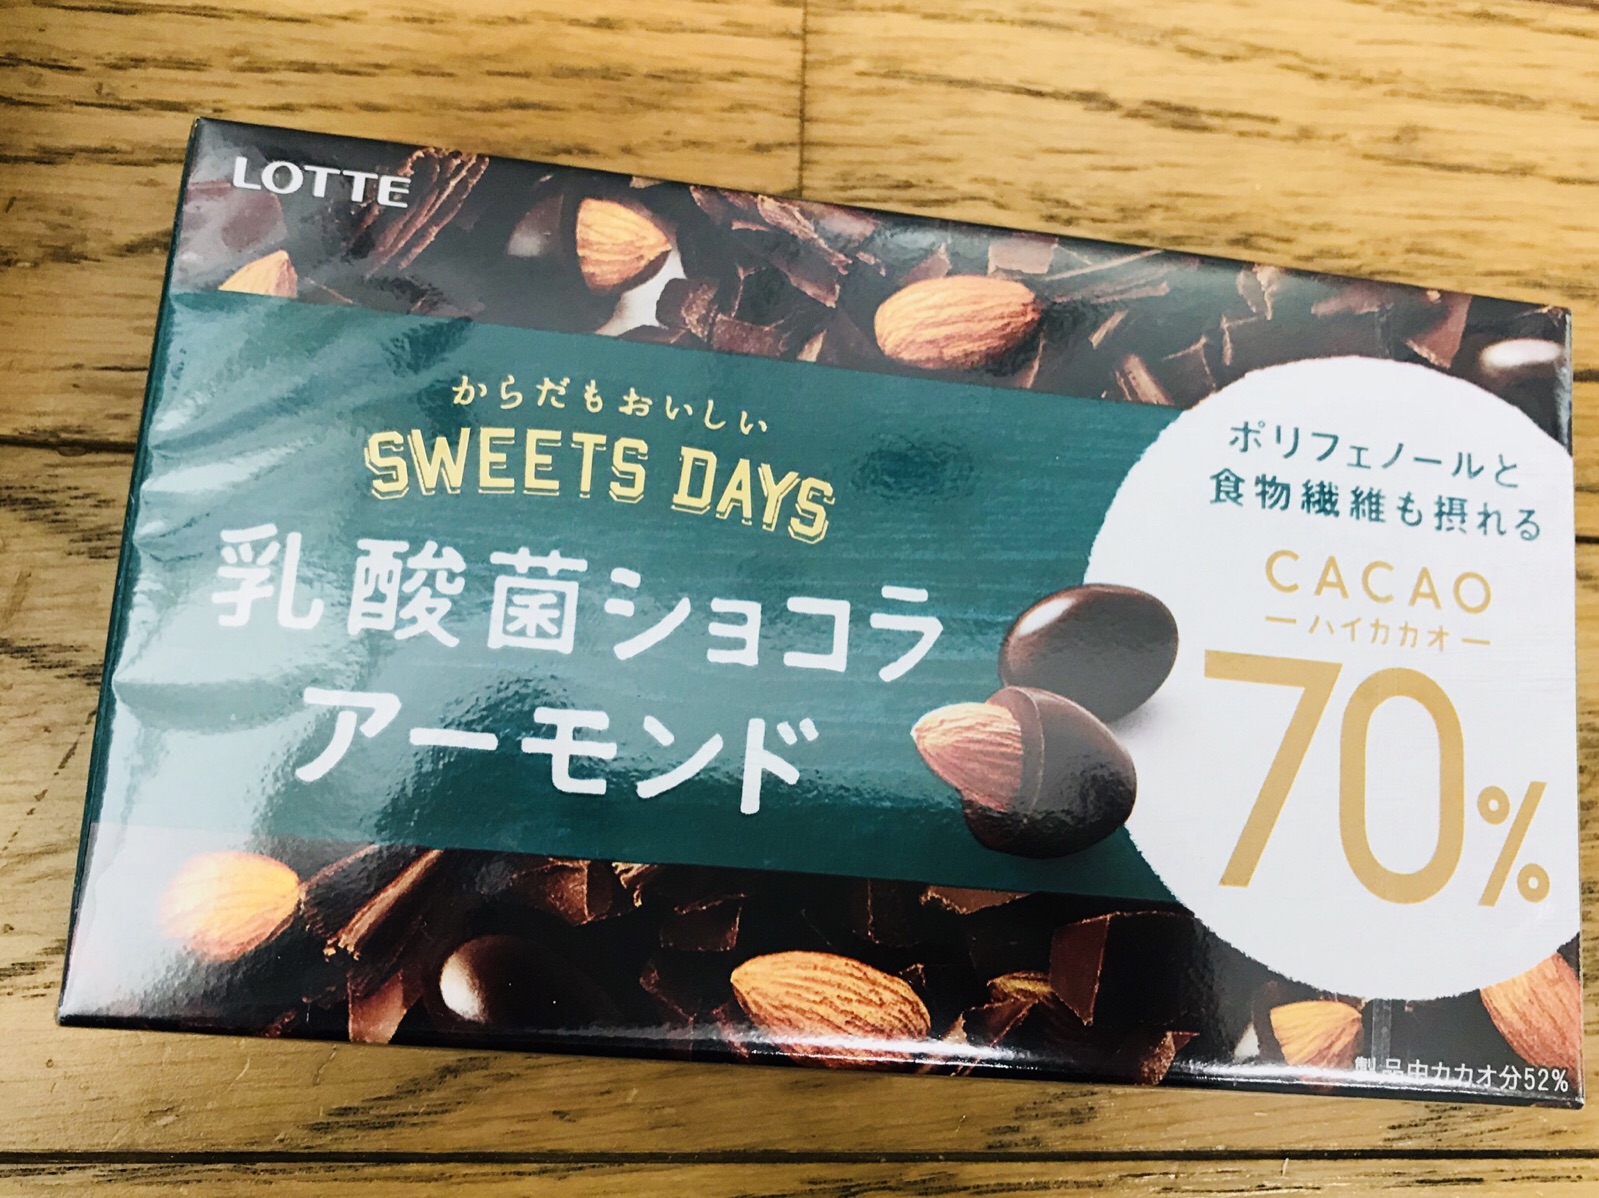 LOTTE
からだもおいしい
SWEETS DAYS
乳酸菌ショコラ
アーモンド
ポリフェノールと
食物繊維も摂れる
CACAO
ーハイカカオー
70%
製品中カカオ分52%